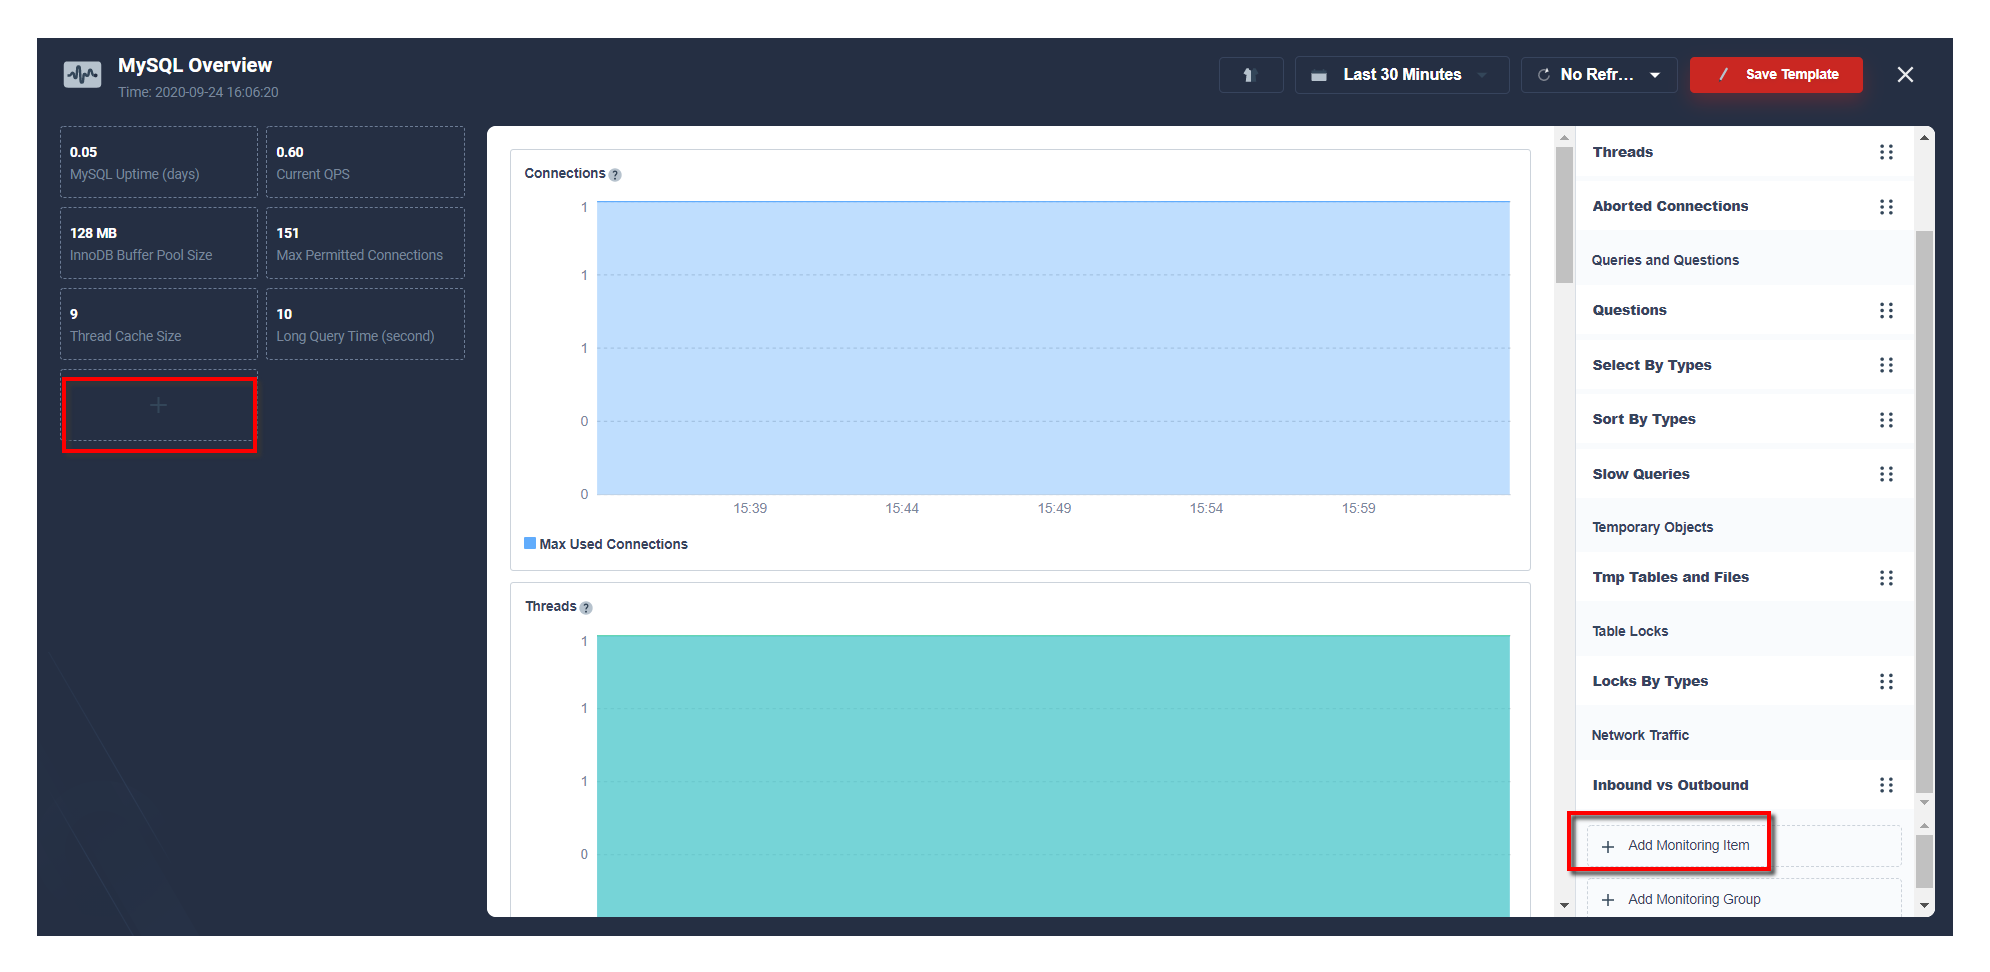 MySQL Overview
Time: 2020-09-24 16:06:20
Last 30 Minutes
No Refr...
Save Template
0.05
MySQL Uptime (days)
0.60
Current QPS
128 MB
InnoDB Buffer Pool Size
151
Max Permitted Connections
9
Thread Cache Size
10
Long Query Time (second)
Connections ?
1
1
1
0
0
15:39 15:44 15:49 15:54 15:59
Max Used Connections
Threads ?
1
1
1
0
Threads
Aborted Connections
Queries and Questions
Questions
Select By Types
Sort By Types
Slow Queries
Temporary Objects
Tmp Tables and Files
Table Locks
Locks By Types
Network Traffic
Inbound vs Outbound
+ Add Monitoring Item
+ Add Monitoring Group